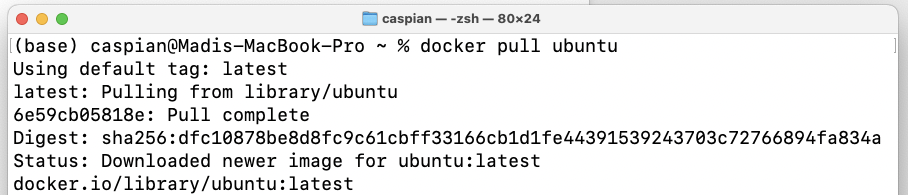 caspian — -zsh — 80×24
(base) caspian@Madis-MacBook-Pro ~ % docker pull ubuntu
Using default tag: latest
latest: Pulling from library/ubuntu
6e59cb05818e: Pull complete
Digest: sha256:dfc10878be8d8fc9c61cbff33166cb1d1fe44391539243703c72766894fa834a
Status: Downloaded newer image for ubuntu:latest
docker.io/library/ubuntu:latest